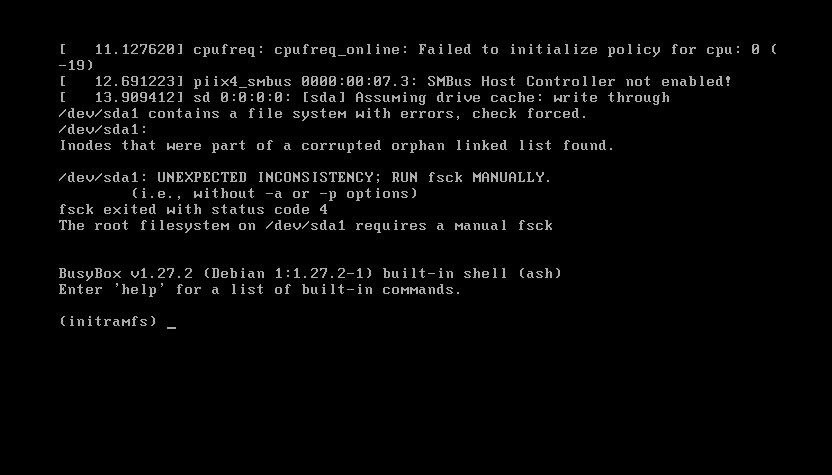 [   11.127620] cpufreq: cpufreq_online: Failed to initialize policy for cpu: 0 (
-19)
[   12.691223] piix4_smbus 0000:00:07.3: SMBus Host Controller not enabled!
[   13.909412] sd 0:0:0:0: [sda] Assuming drive cache: write through
/dev/sda1 contains a file system with errors, check forced.
/dev/sda1:
Inodes that were part of a corrupted orphan linked list found.
/dev/sda1: UNEXPECTED INCONSISTENCY; RUN fsck MANUALLY.
        (i.e., without -a or -p options)
fsck exited with status code 4
The root filesystem on /dev/sda1 requires a manual fsck
BusyBox v1.27.2 (Debian 1:1.27.2-1) built-in shell (ash)
Enter 'help' for a list of built-in commands.
(initramfs) _